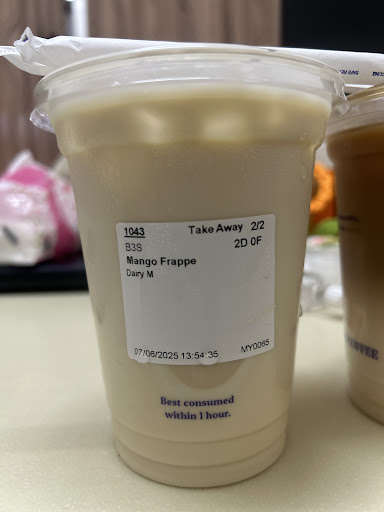 1043 Take Away 2/2
B3S 2D 0F
Mango Frappe
Dairy M
07/06/2025 13:54:35 MY0065
Best consumed
within 1 hour.
COFFEE